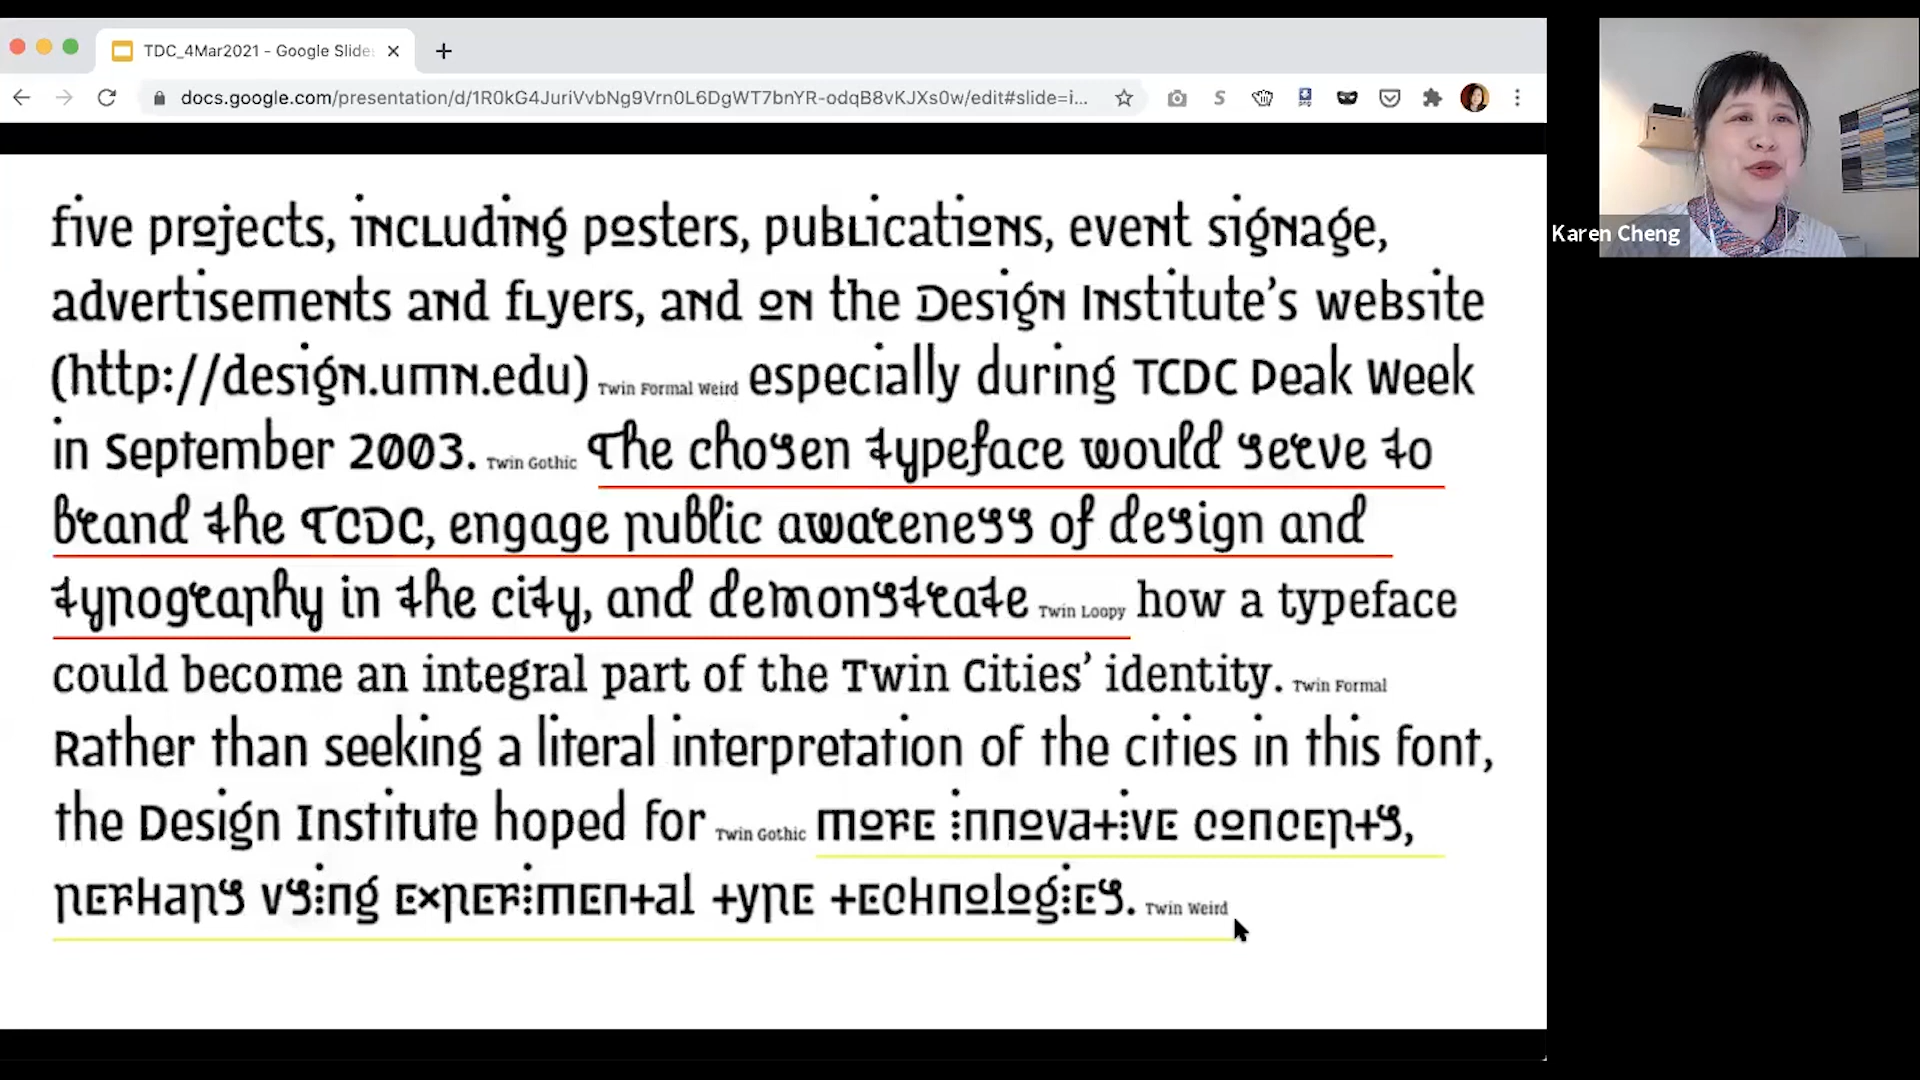 TDC_4Mar2021 - Google Slide
docs.google.com/presentation/d/1R0kG4JuriVvbNg9Vrn0L6DgWT7bnYR-odqB8vKJXs0w/edit#slide=i...
Karen Cheng
five projects, including posters, publications, event signage,
advertisements and flyers, and on the Design Institute’s website
(http://design.umn.edu) Twin Formal Weird especially during TCDC Peak Week
in September 2003. Twin Gothic The chosen typeface would serve to
brand the TCDC, engage public awareness of design and
typography in the city, and demonstrate Twin Loopy how a typeface
could become an integral part of the Twin Cities’ identity. Twin Formal
Rather than seeking a literal interpretation of the cities in this font,
the Design Institute hoped for Twin Gothic more innovative concepts,
perhaps using experimental type technologies. Twin Weird